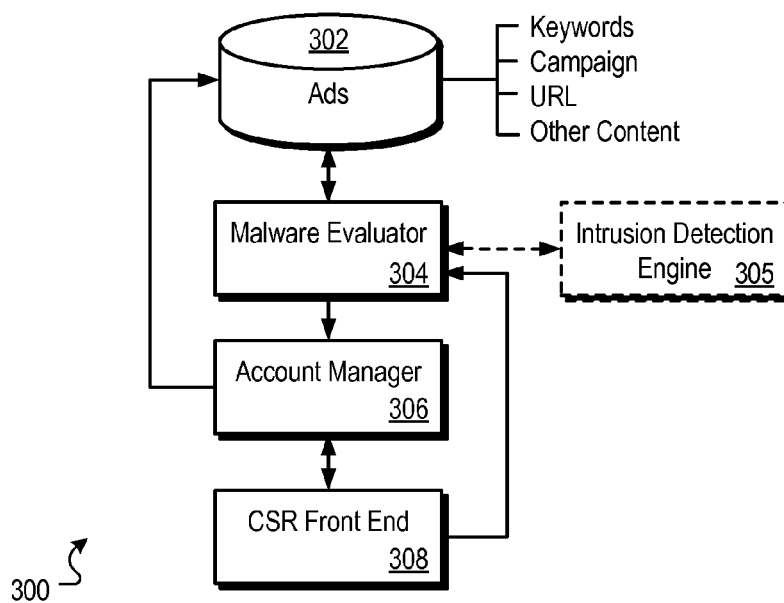 302
Ads
Keywords
Campaign
URL
Other Content
Malware Evaluator
304
Intrusion Detection
Engine 305
Account Manager
306
CSR Front End
308
300